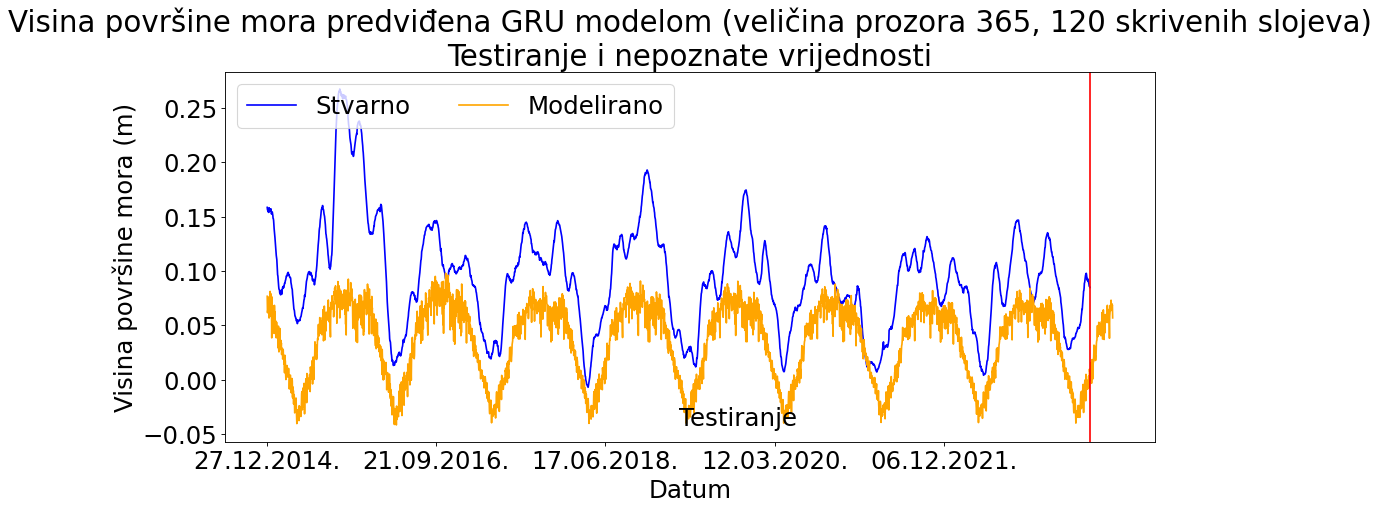 Visina površine mora predviđena GRU modelom (veličina prozora 365, 120 skrivenih slojeva)
Testiranje i nepoznate vrijednosti
Stvarno
Modelirano
Visina površine mora (m)
0.25
0.20
0.15
0.10
0.05
0.00
−0.05
Testiranje
27.12.2014.
21.09.2016.
17.06.2018.
12.03.2020.
06.12.2021.
Datum